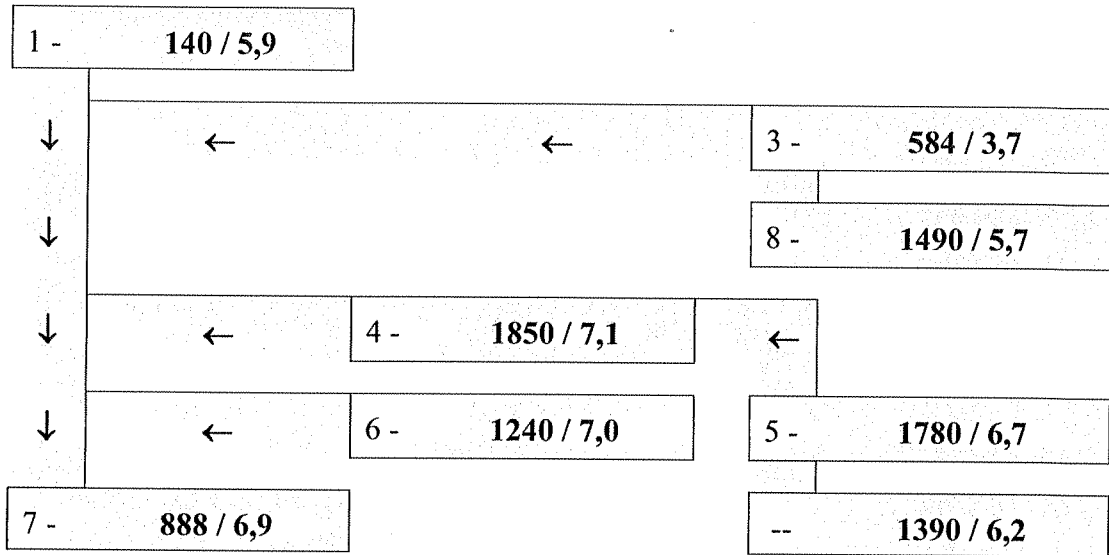 1 - 140 / 5,9
↓ ← ← 3 - 584 / 3,7
↓ 8 - 1490 / 5,7
↓ ← 4 - 1850 / 7,1 ←
↓ ← 6 - 1240 / 7,0 5 - 1780 / 6,7
7 - 888 / 6,9 -- 1390 / 6,2